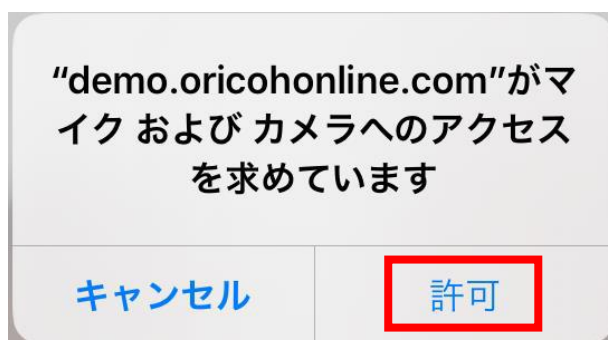 “demo.oricohonline.com”がマ
イク および カメラへのアクセス
を求めています
キャンセル
許可